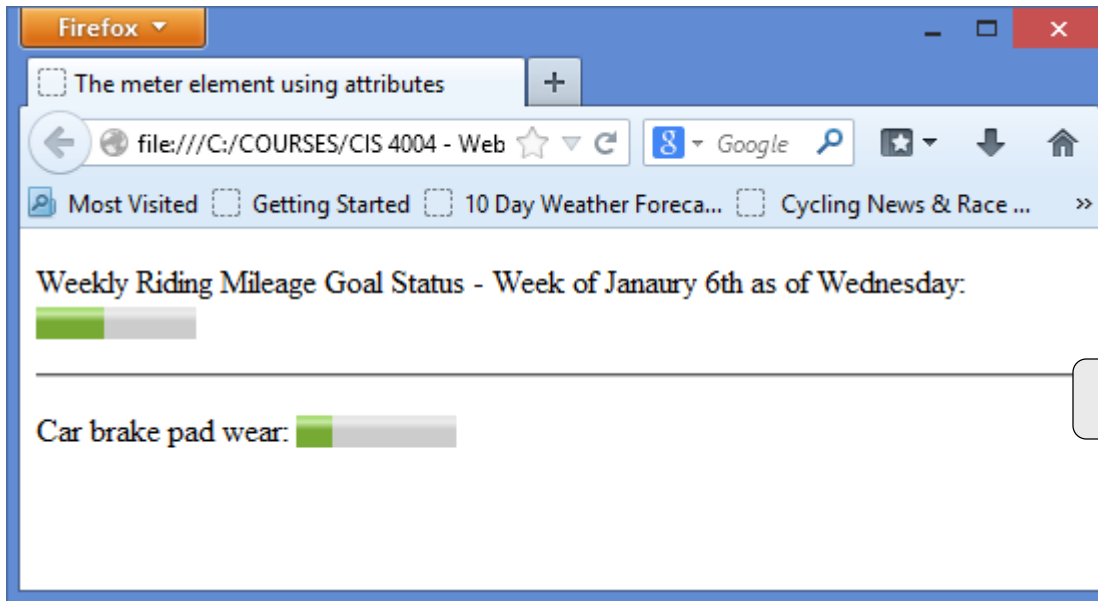 Firefox
The meter element using attributes
+
file:///C:/COURSES/CIS 4004 - Web
8 Google
Most Visited Getting Started 10 Day Weather Foreca... Cycling News & Race ... »
Weekly Riding Mileage Goal Status - Week of Janaury 6th as of Wednesday:
Car brake pad wear: